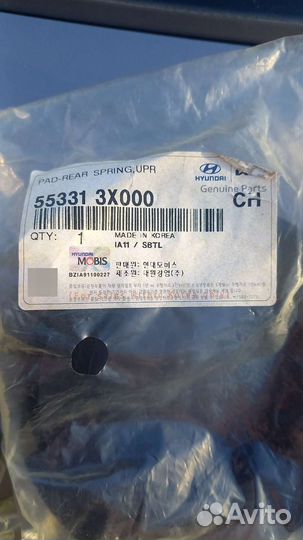 PAD-REAR SPRING,UPR
HYUNDAI
Genuine Parts
55331 3X000
CH
QTY: 1
MADE IN KOREA
IA11 / SBTL
HYUNDAI
MOBIS
BZIA91100227
판매원: 현대모비스
제조원: 대원강업(주)
Avito